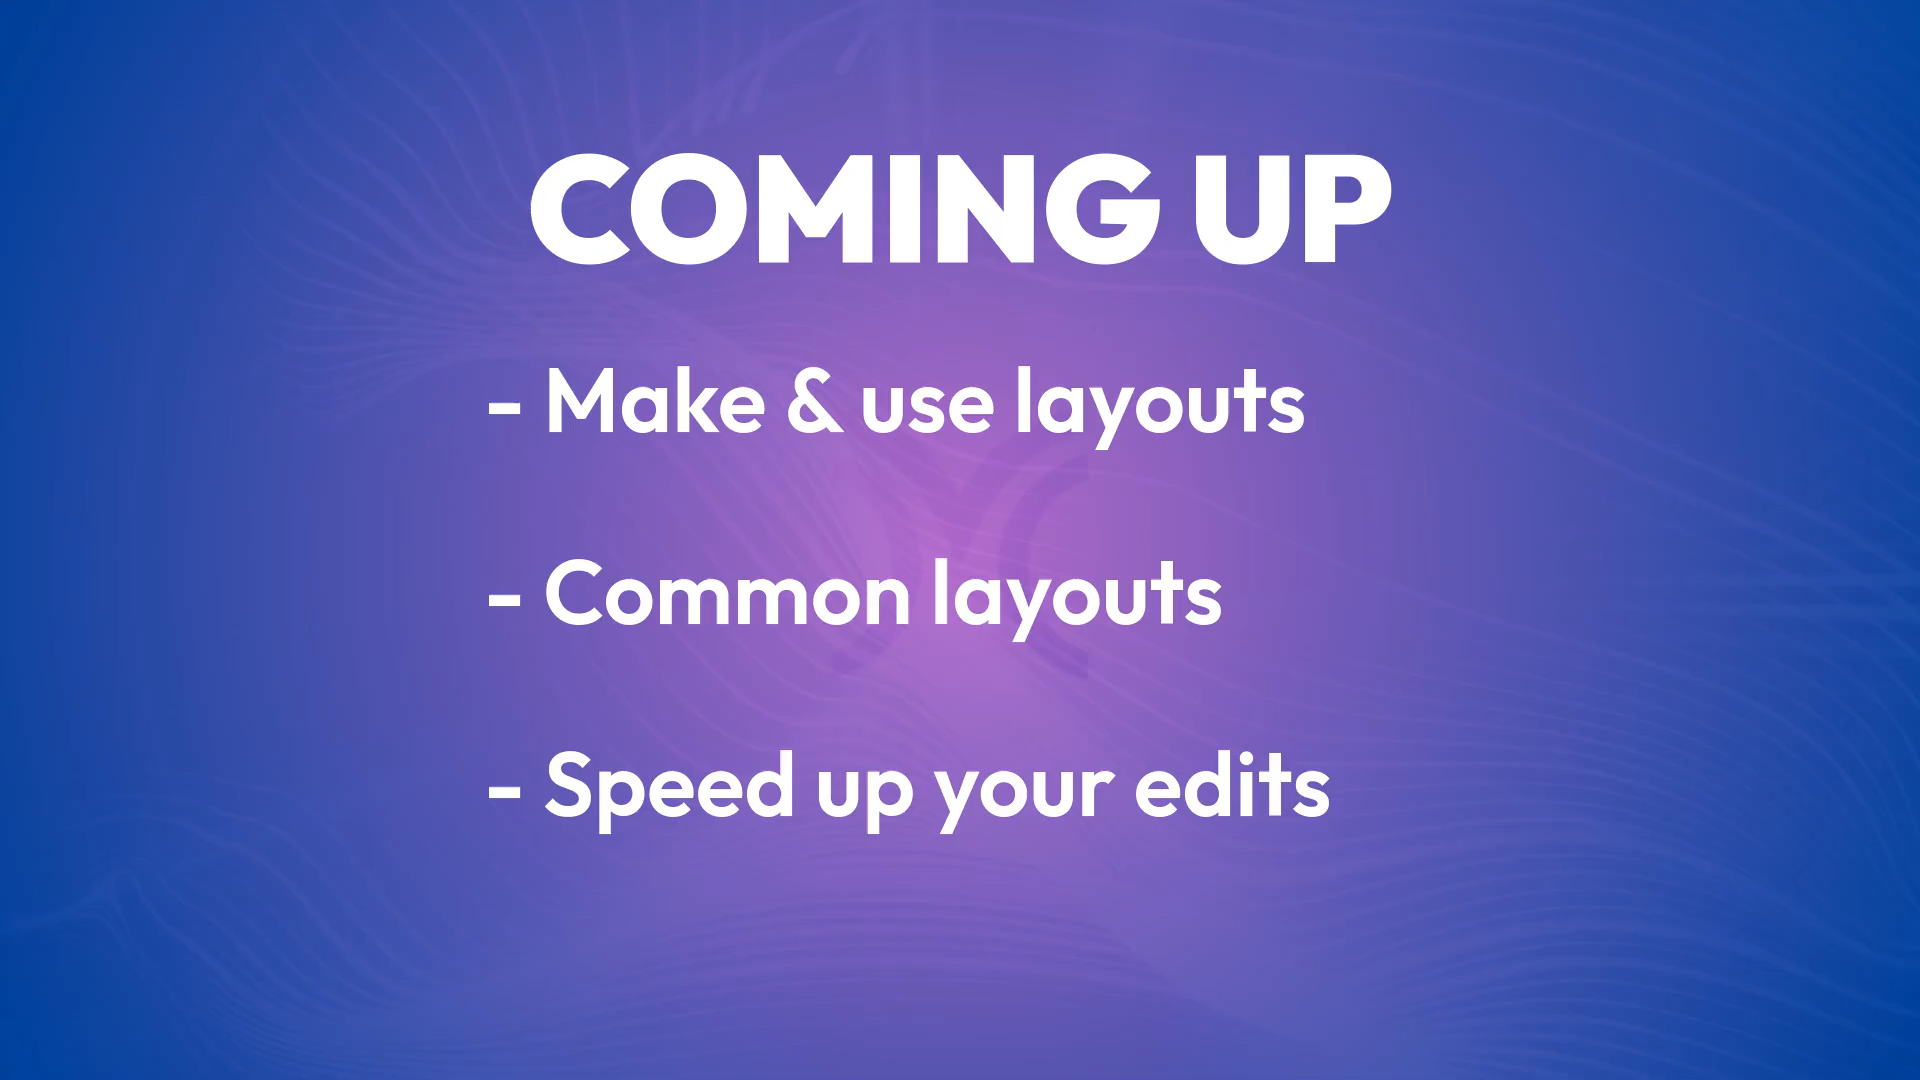 COMING UP
- Make & use layouts
- Common layouts
- Speed up your edits